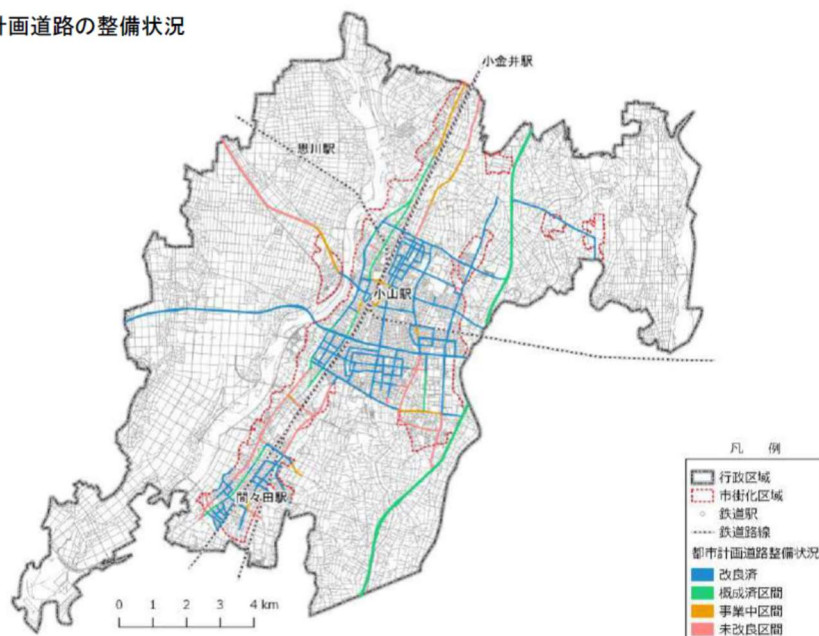 計画道路の整備状況
小金井駅
思川駅
小山駅
間々田駅
0 1 2 3 4 km
凡 例
行政区域
市街化区域
鉄道駅
鉄道路線
都市計画道路整備状況
改良済
概成済区間
事業中区間
未改良区間